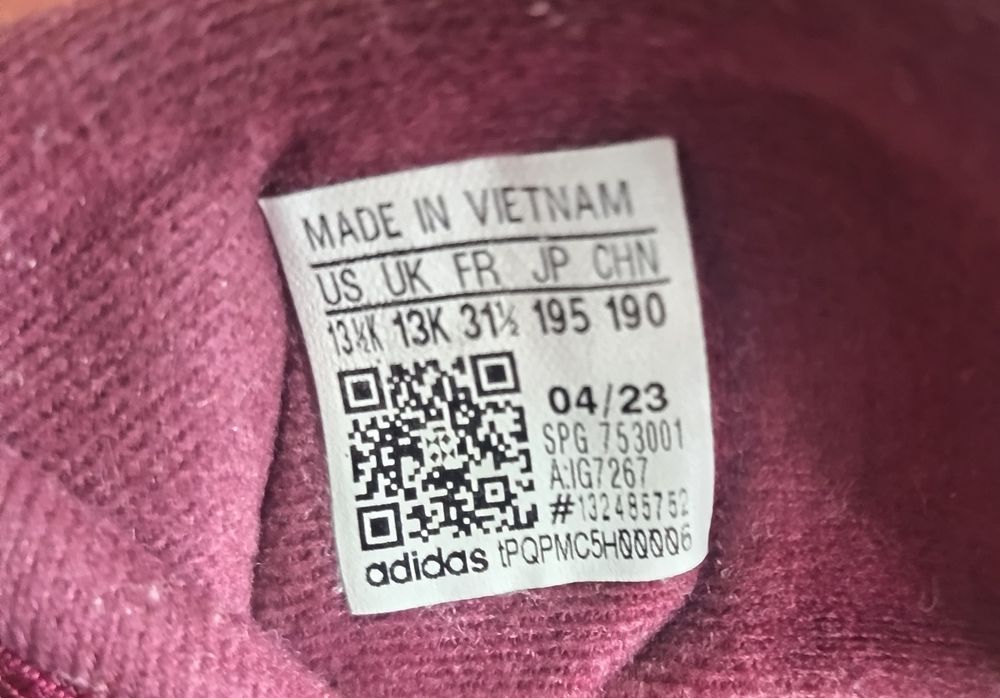 MADE IN VIETNAM
US UK FR JP CHN
13½K 13K 31½ 195 190
04/23
SPG 753001
A:IG7267
#132485752
adidas tPQPMC5H00006